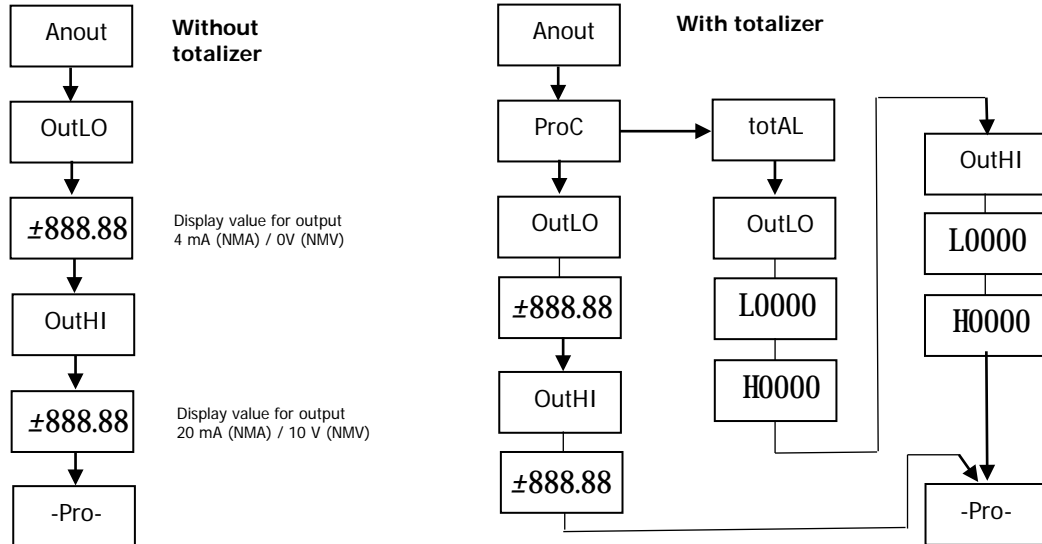 Without
totalizer
Anout
OutLO
±888.88
Display value for output
4 mA (NMA) / 0V (NMV)
OutHI
±888.88
Display value for output
20 mA (NMA) / 10 V (NMV)
-Pro-
With totalizer
Anout
ProC
OutLO
±888.88
OutHI
±888.88
totAL
OutLO
L0000
H0000
OutHI
L0000
H0000
-Pro-